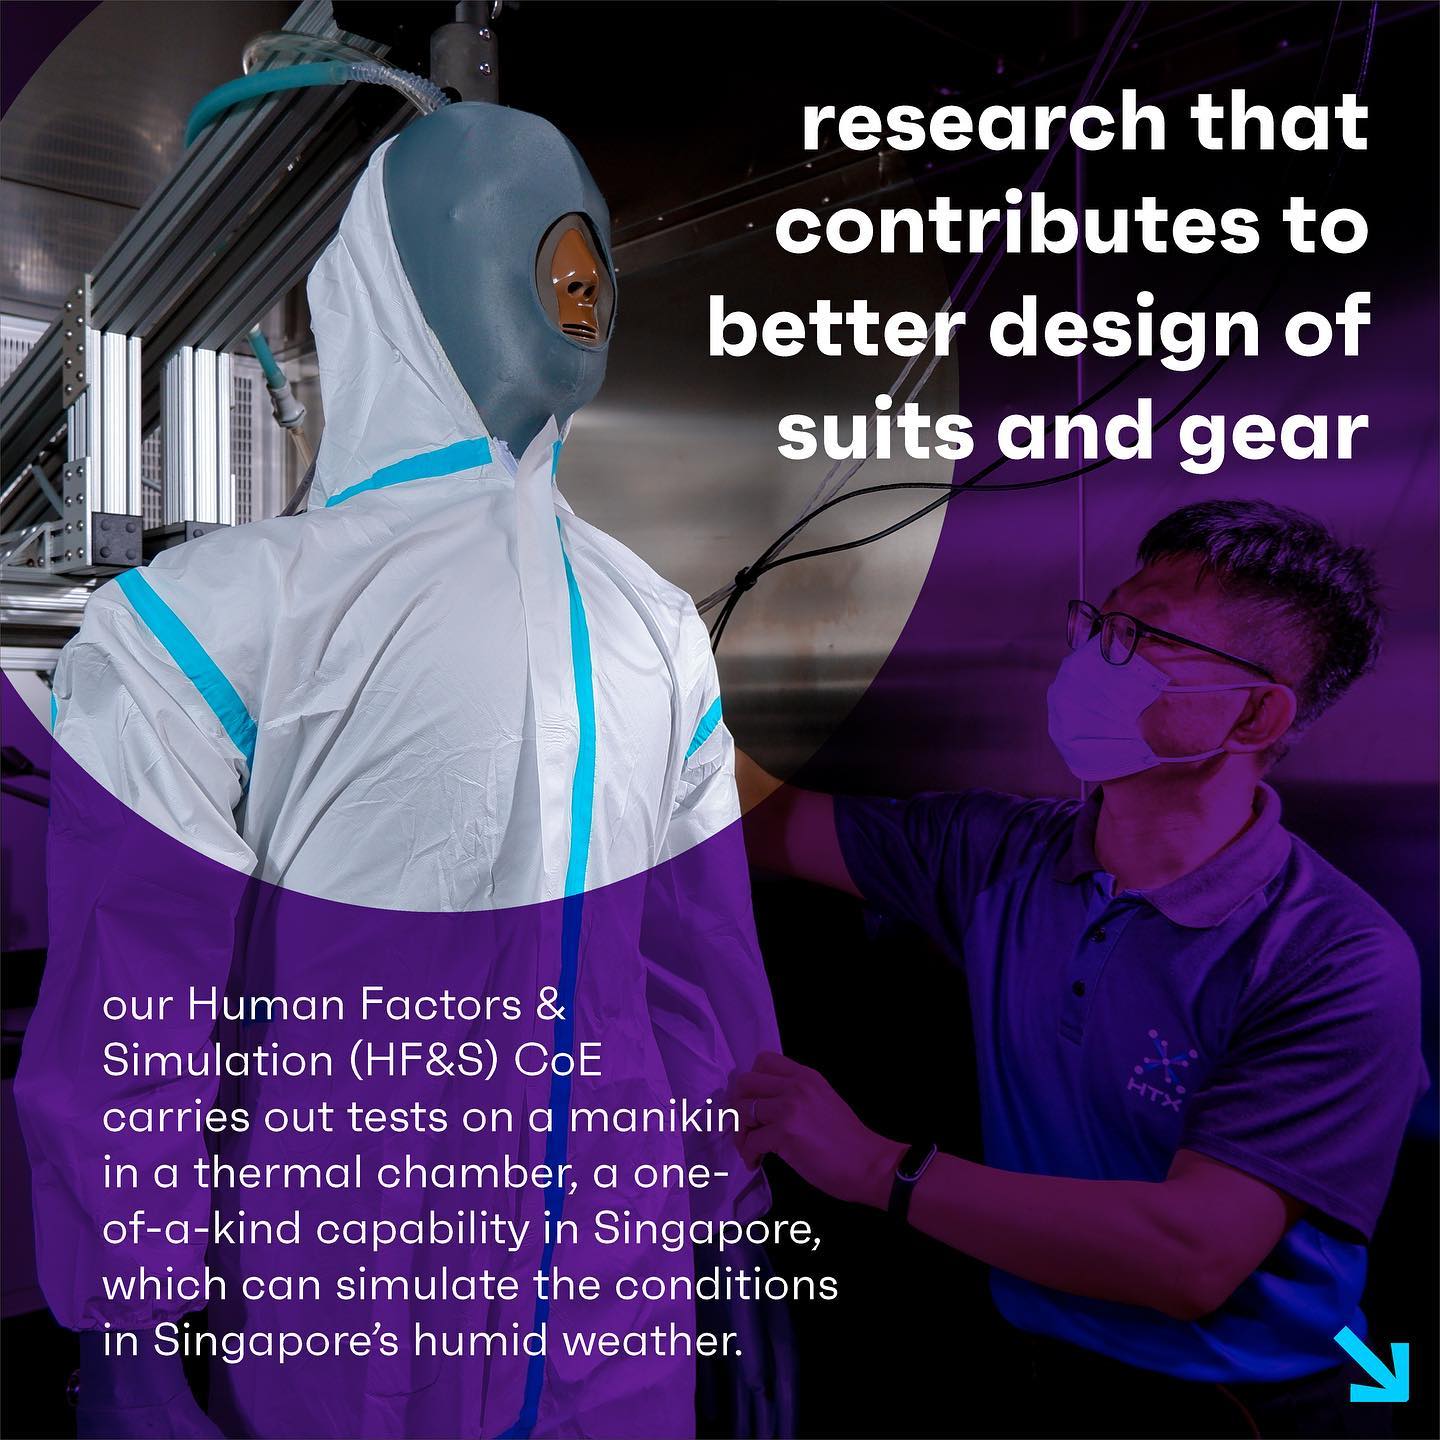 research that
contributes to
better design of
suits and gear
our Human Factors &
Simulation (HF&S) CoE
carries out tests on a manikin
in a thermal chamber, a one-
of-a-kind capability in Singapore,
which can simulate the conditions
in Singapore’s humid weather.
HTX